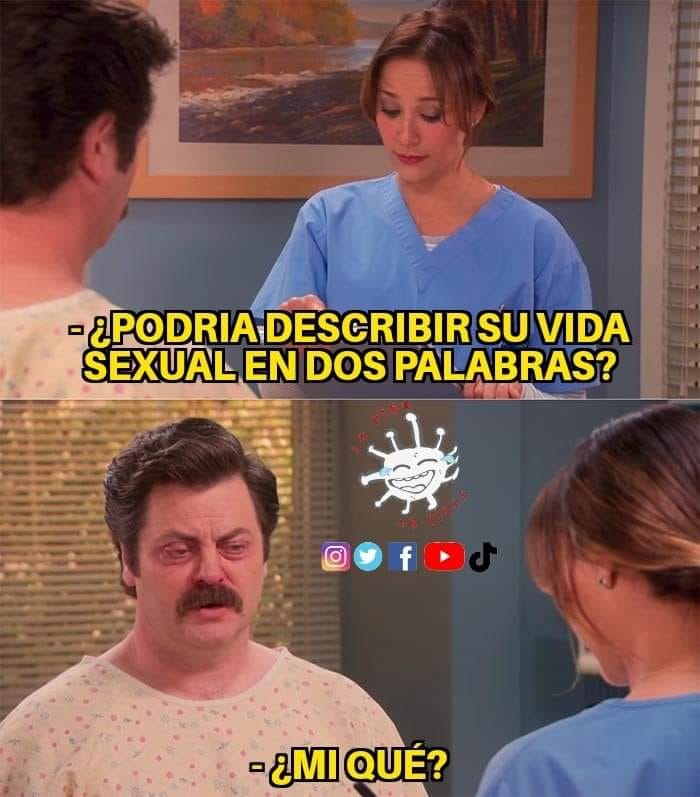 - ¿PODRIA DESCRIBIR SU VIDA
SEXUAL EN DOS PALABRAS?
- ¿MI QUÉ?